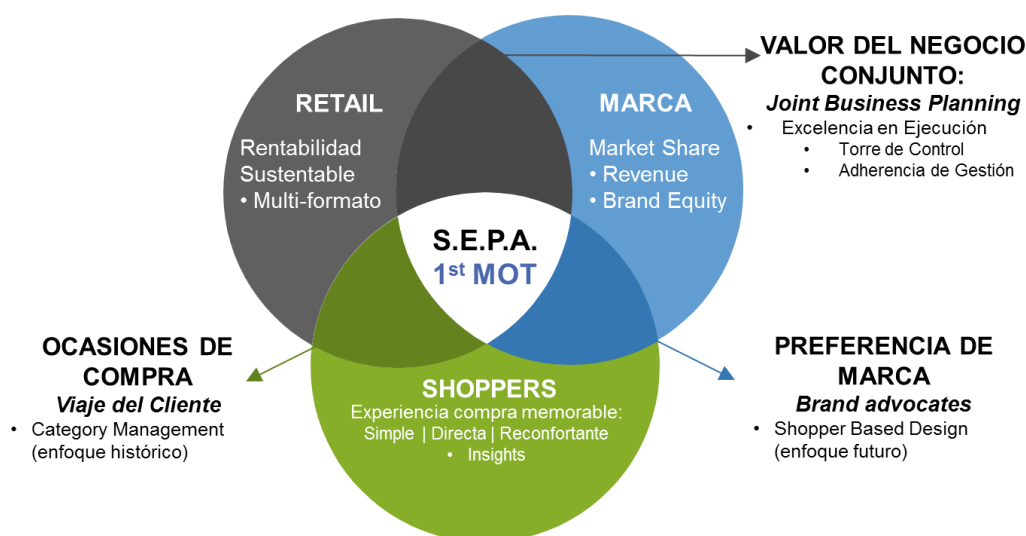 RETAIL
Rentabilidad
Sustentable
• Multi-formato
MARCA
Market Share
• Revenue
• Brand Equity
VALOR DEL NEGOCIO
CONJUNTO:
Joint Business Planning
• Excelencia en Ejecución
• Torre de Control
• Adherencia de Gestión
S.E.P.A.
1st MOT
OCASIONES DE
COMPRA
Viaje del Cliente
• Category Management
(enfoque histórico)
SHOPPERS
Experiencia compra memorable:
Simple | Directa | Reconfortante
• Insights
PREFERENCIA DE
MARCA
Brand advocates
• Shopper Based Design
(enfoque futuro)